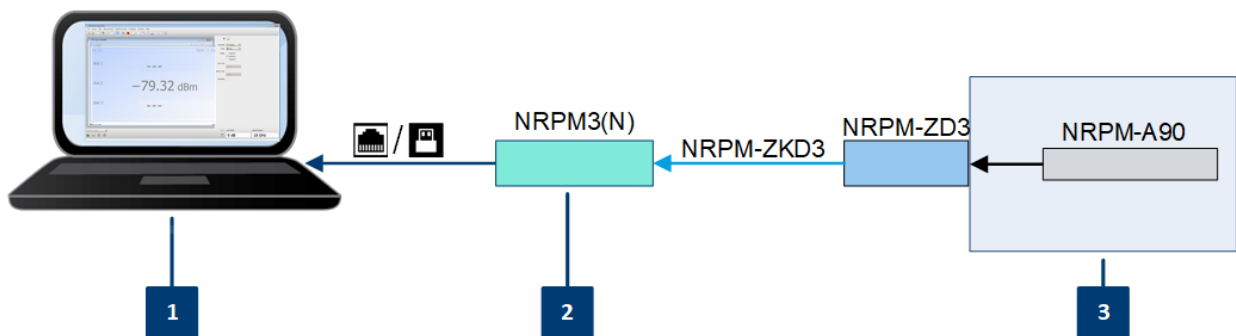 −79.32 dBm
/
NRPM3(N)
NRPM-ZKD3
NRPM-ZD3
NRPM-A90
1
2
3